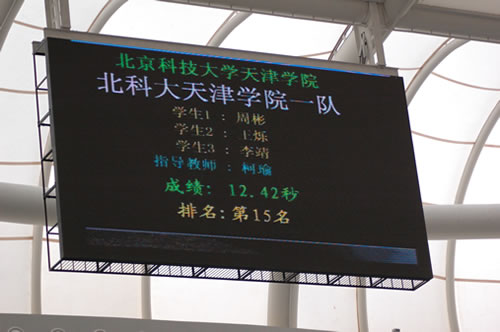 北京科技大学天津学院
北科大天津学院一队
学生1 : 周彬
学生2 : 王烁
学生3 : 李靖
指导教师 : 柯瑜
成绩: 12.42秒
排名:第15名